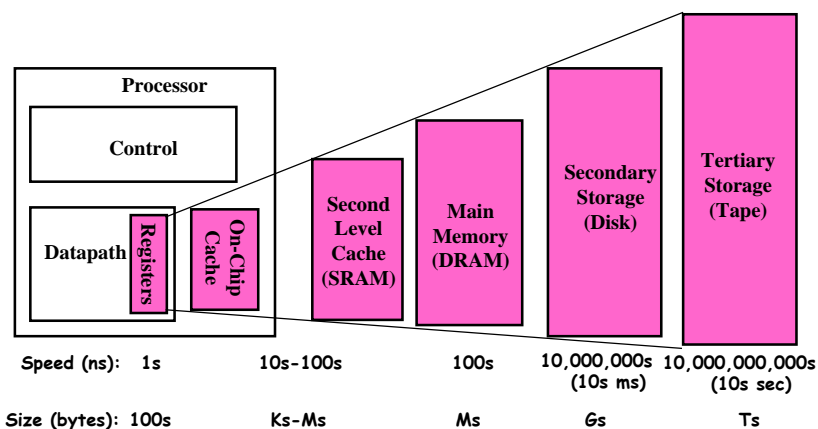 Processor
Control
Datapath
Registers
On-Chip
Cache
Second
Level
Cache
(SRAM)
Main
Memory
(DRAM)
Secondary
Storage
(Disk)
Tertiary
Storage
(Tape)
Speed (ns): 1s 10s-100s 100s 10,000,000s 10,000,000,000s
(10s ms) (10s sec)
Size (bytes): 100s Ks-Ms Ms Gs Ts